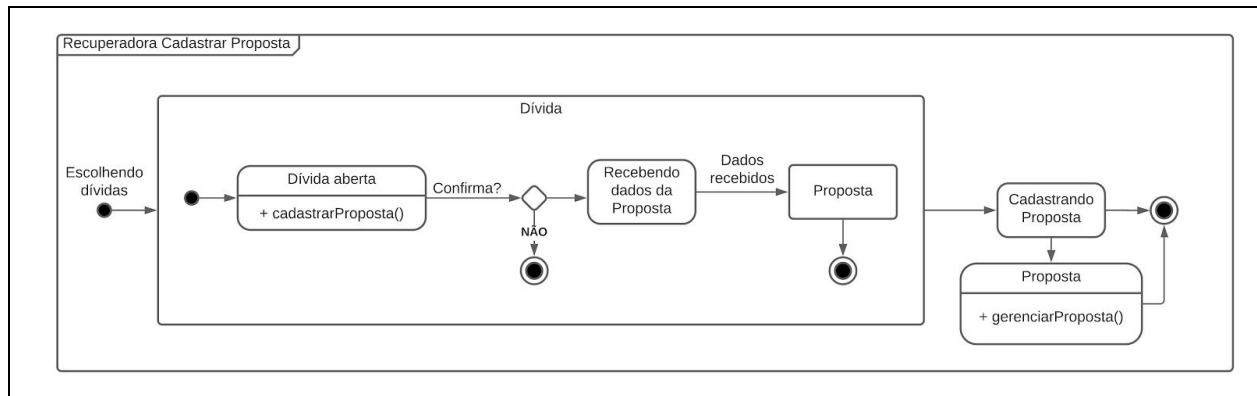 Recuperadora Cadastrar Proposta
Dívida
Escolhendo
dívidas
Dívida aberta
+ cadastrarProposta()
Confirma?
NÃO
Recebendo
dados da
Proposta
Dados
recebidos
Proposta
Cadastrando
Proposta
Proposta
+ gerenciarProposta()